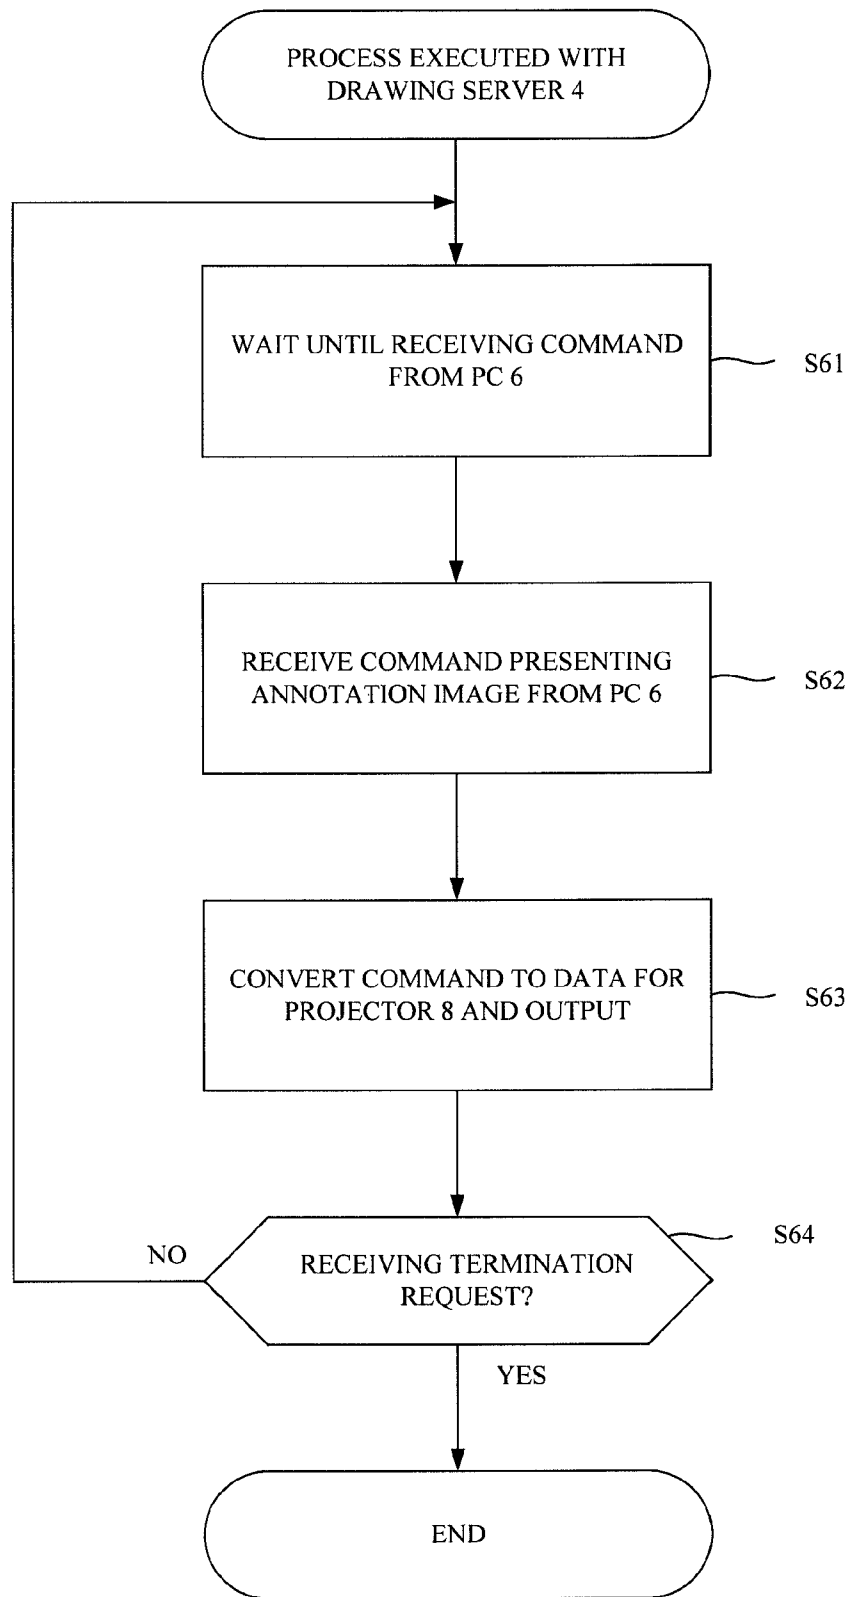 PROCESS EXECUTED WITH
DRAWING SERVER 4
WAIT UNTIL RECEIVING COMMAND
FROM PC 6
S61
RECEIVE COMMAND PRESENTING
ANNOTATION IMAGE FROM PC 6
S62
CONVERT COMMAND TO DATA FOR
PROJECTOR 8 AND OUTPUT
S63
S64
NO
RECEIVING TERMINATION
REQUEST?
YES
END